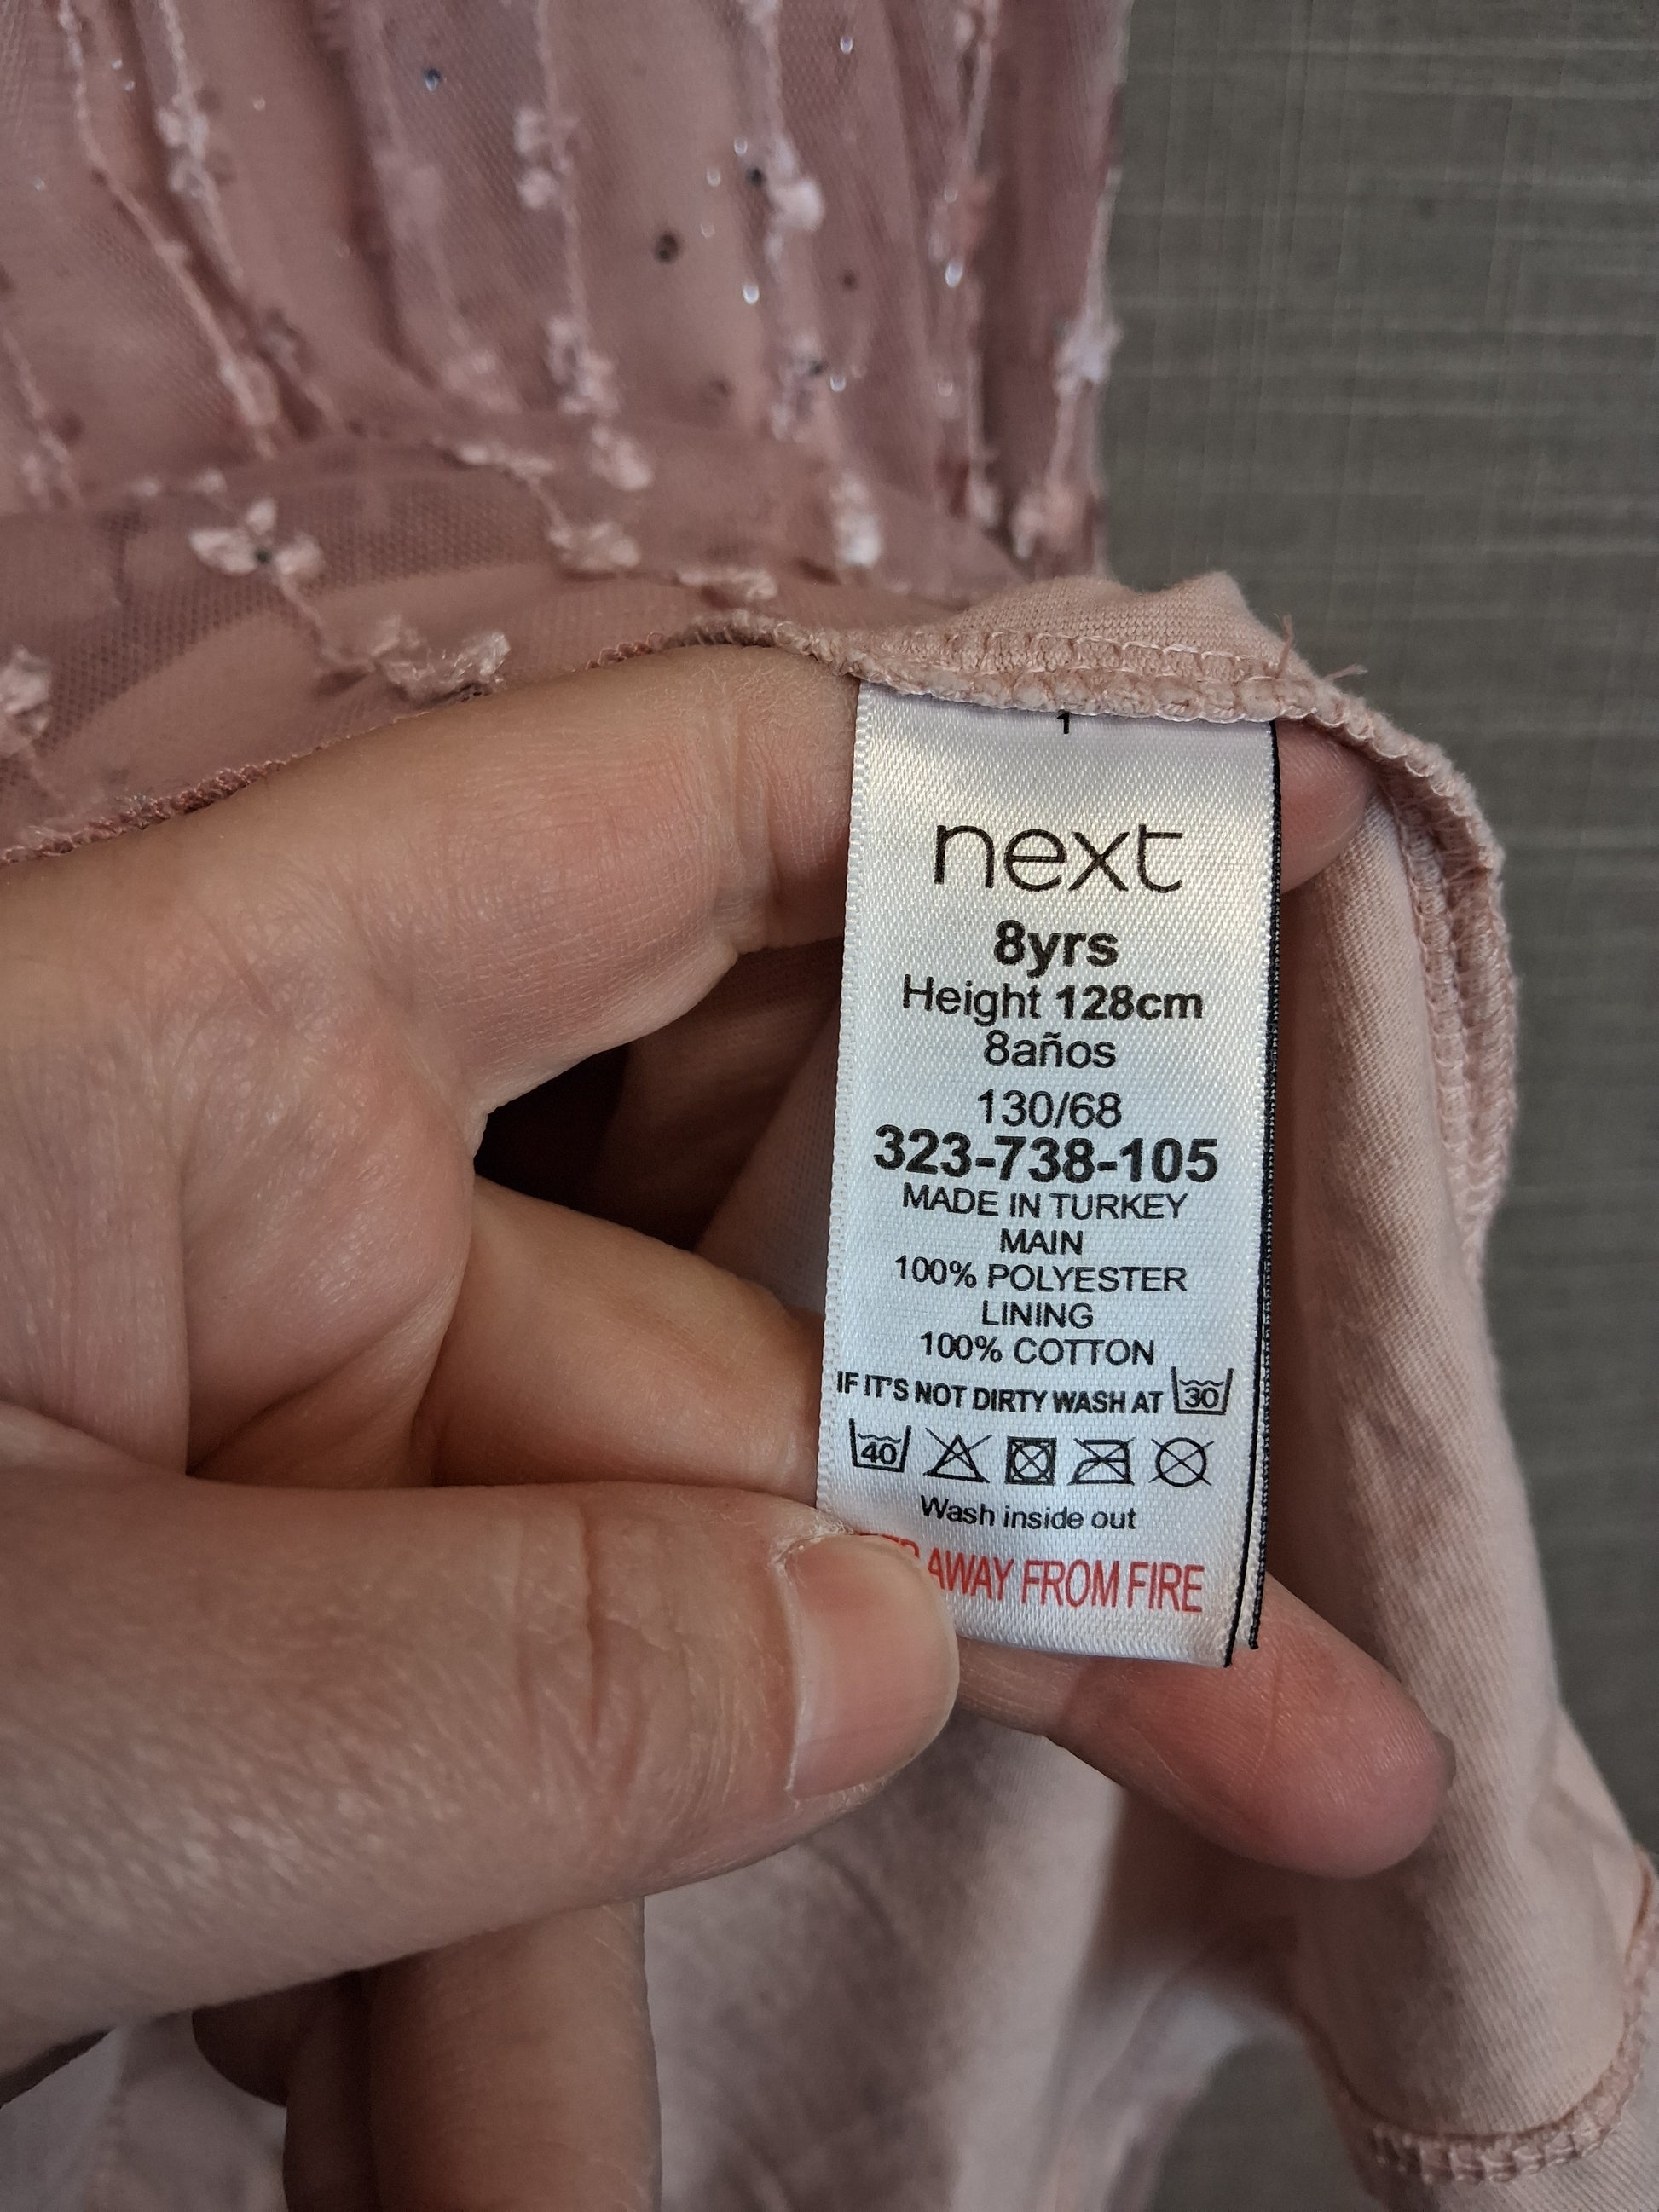 1
next
8yrs
Height 128cm
8años
130/68
323-738-105
MADE IN TURKEY
MAIN
100% POLYESTER
LINING
100% COTTON
IF IT'S NOT DIRTY WASH AT 30
40
Wash inside out
AWAY FROM FIRE